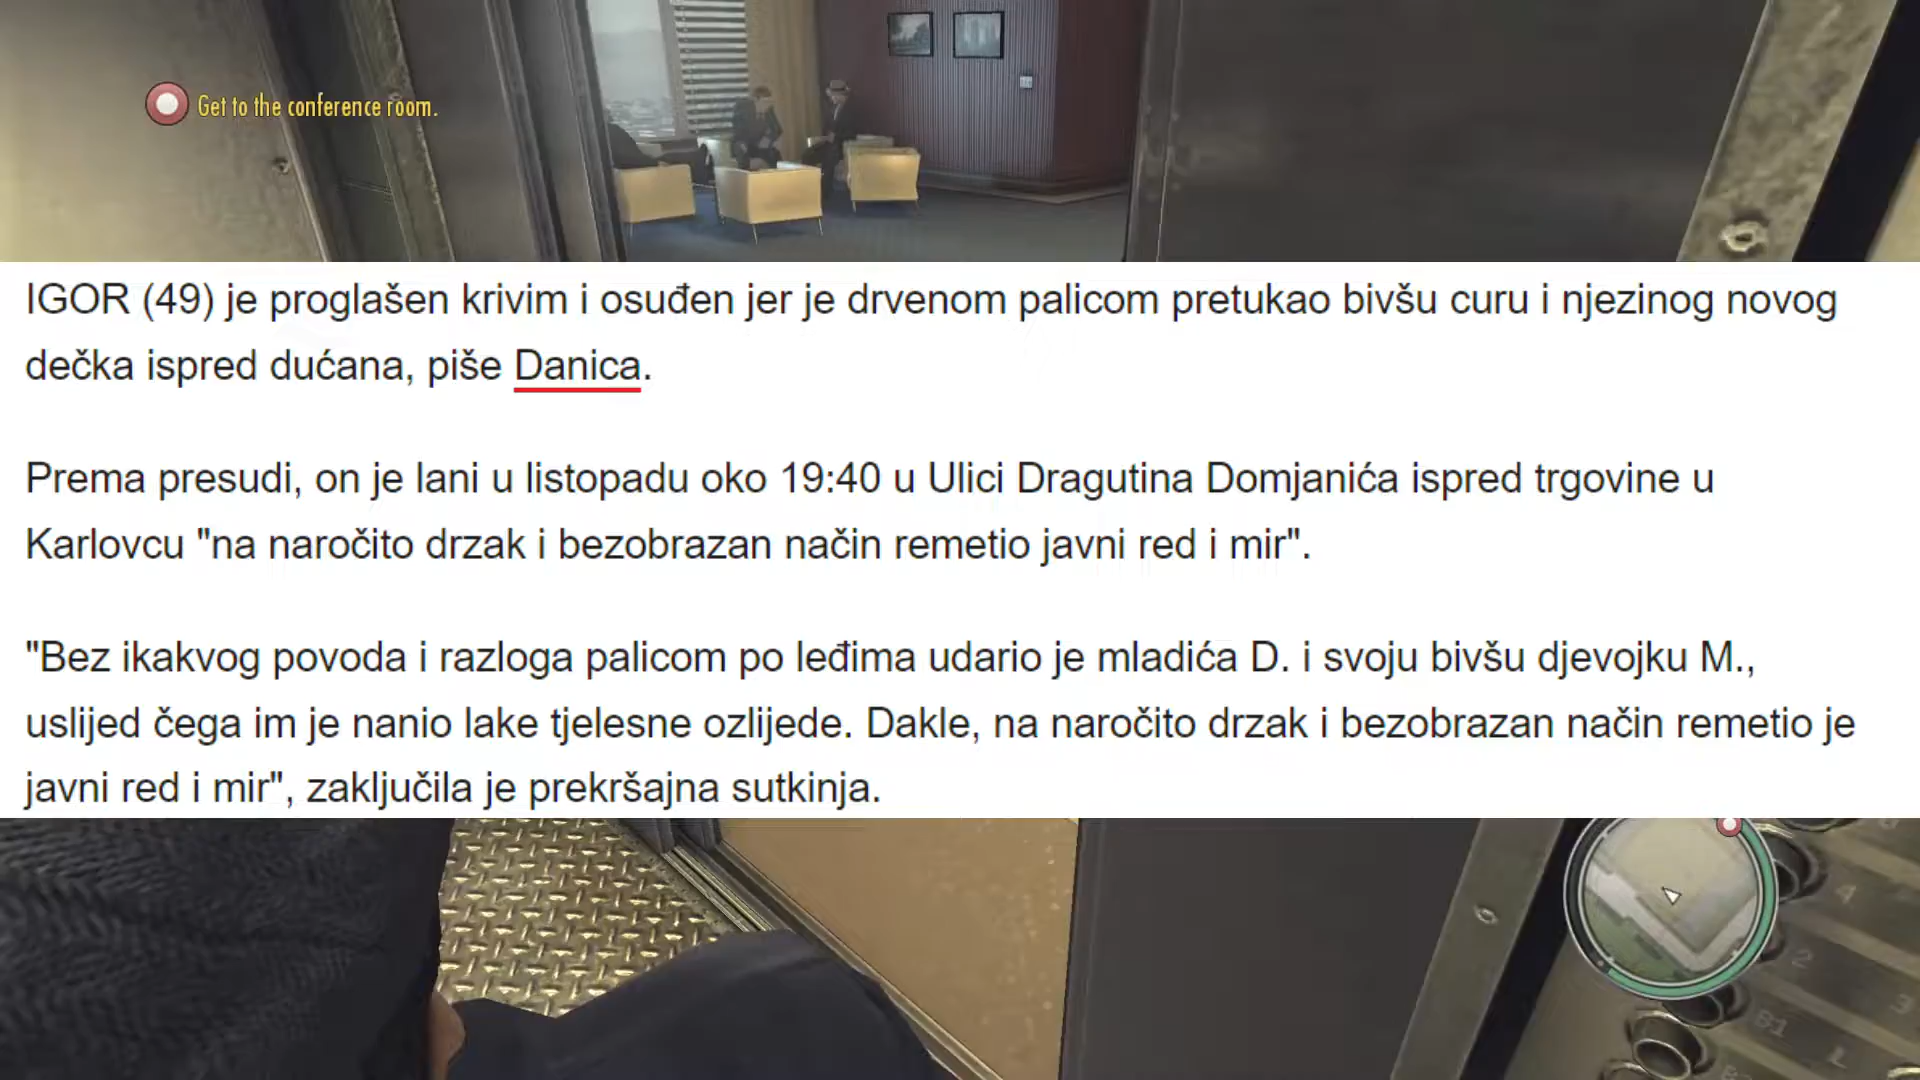 Get to the conference room.
IGOR (49) je proglašen krivim i osuđen jer je drvenom palicom pretukao bivšu curu i njezinog novog
dečka ispred dućana, piše Danica.
Prema presudi, on je lani u listopadu oko 19:40 u Ulici Dragutina Domjanića ispred trgovine u
Karlovcu "na naročito drzak i bezobrazan način remetio javni red i mir".
"Bez ikakvog povoda i razloga palicom po leđima udario je mladića D. i svoju bivšu djevojku M.,
uslijed čega im je nanio lake tjelesne ozlijede. Dakle, na naročito drzak i bezobrazan način remetio je
javni red i mir", zaključila je prekršajna sutkinja.
4
2
3
B1
L